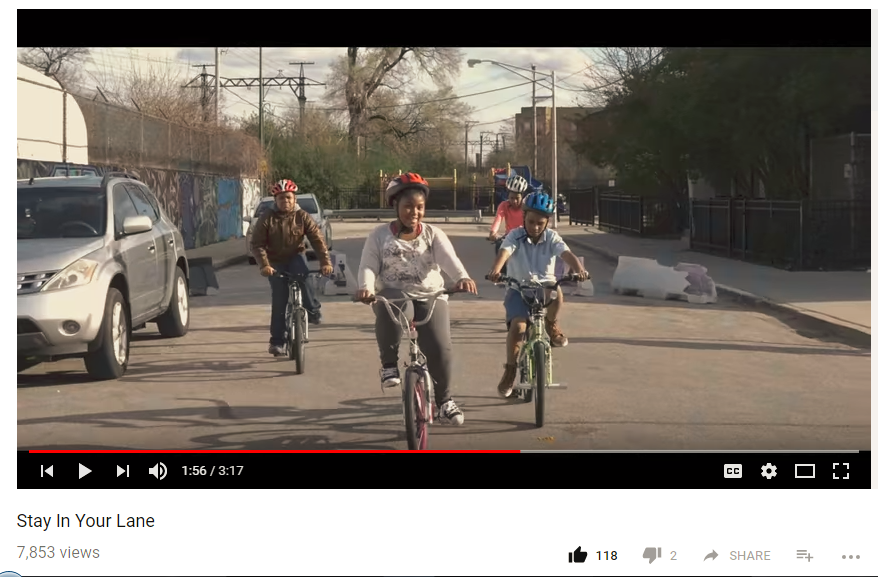 1:56 / 3:17
CC
Stay In Your Lane
7,853 views
118
2
SHARE